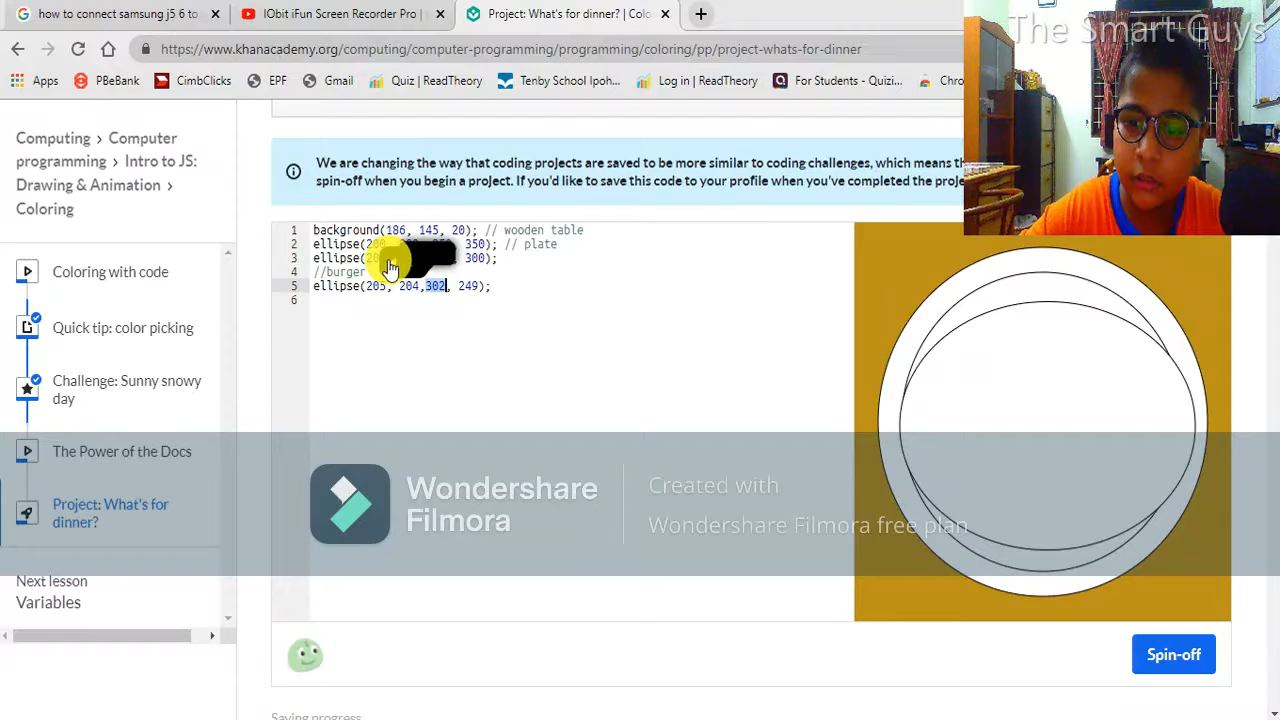 how to connect samsung j5 6 to
IObit iFun Screen
Project: What's for dinner? | Colo
The Smart Guys
https://www.khanacademy.org/
er-programming/programming
coloring/pp/project-whats-for-dinner
Apps
PBeBank
CimbClicks
EPF
Smail
Quiz | ReadTheory
Tenby School Ipoh...
Log in | ReadTheory
For Students - Quizi...
Chro
Computing › Computer
programming › Intro to JS:
Drawing & Animation ›
Coloring
We are changing the way that coding projects are saved to be more similar to coding challenges, which means th
spin-off when you begin a project. If you'd like to save this code to your profile when you've completed the proje
1 background(186, 145, 20); // wooden table
2 ellipse(200 350); // plate
3 ellipse(20 300);
4 //burger
5 ellipse(205, 204,302, 249);
6
Coloring with code
Quick tip: color picking
Challenge: Sunny snowy
day
The Power of the Docs
Project: What's for
dinner?
Wondershare
Filmora
Created with
Wondershare Filmora free plan
Next lesson
Variables
Spin-off
Saving progress